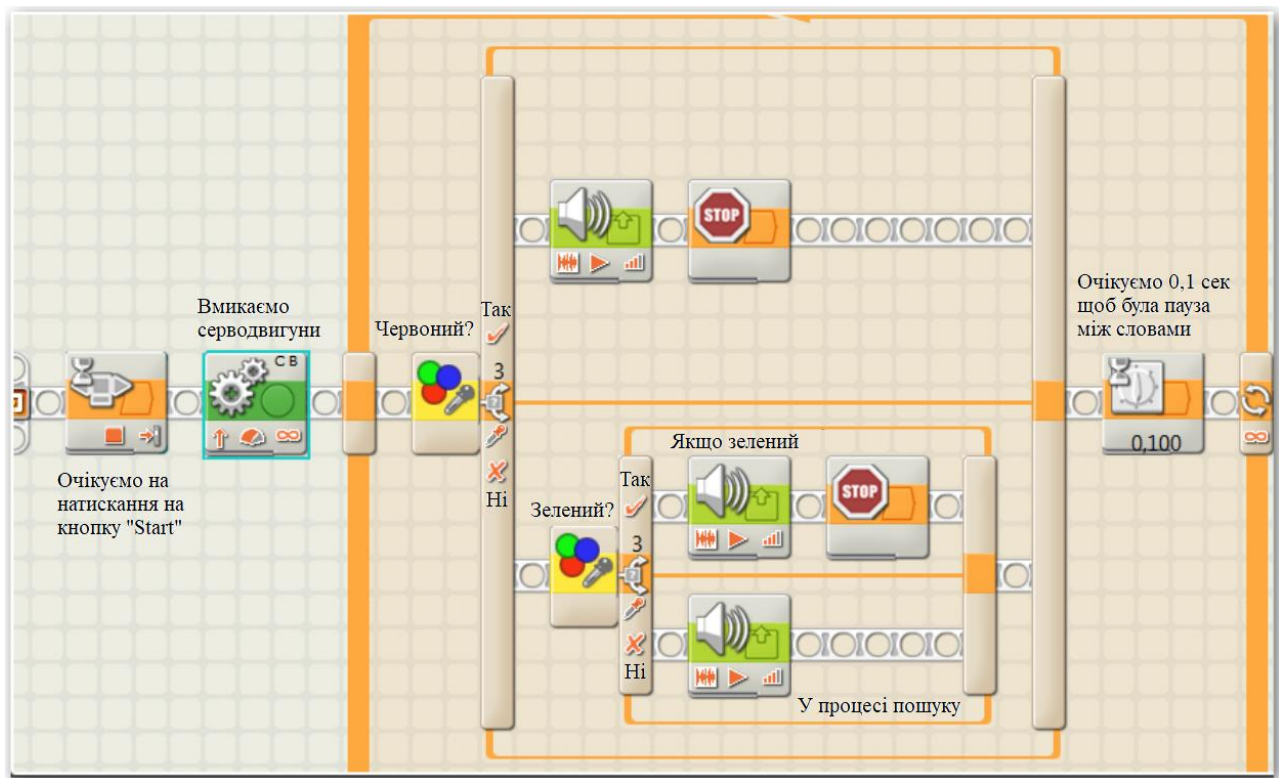 Вмикаємо
серводвигуни
C B
Очікуємо на
натискання на
кнопку "Start"
Червоний?
Так
3
Ні
STOP
Якщо зелений
Зелений?
Так
3
Ні
STOP
У процесі пошуку
Очікуємо 0,1 сек
щоб була пауза
між словами
0,100